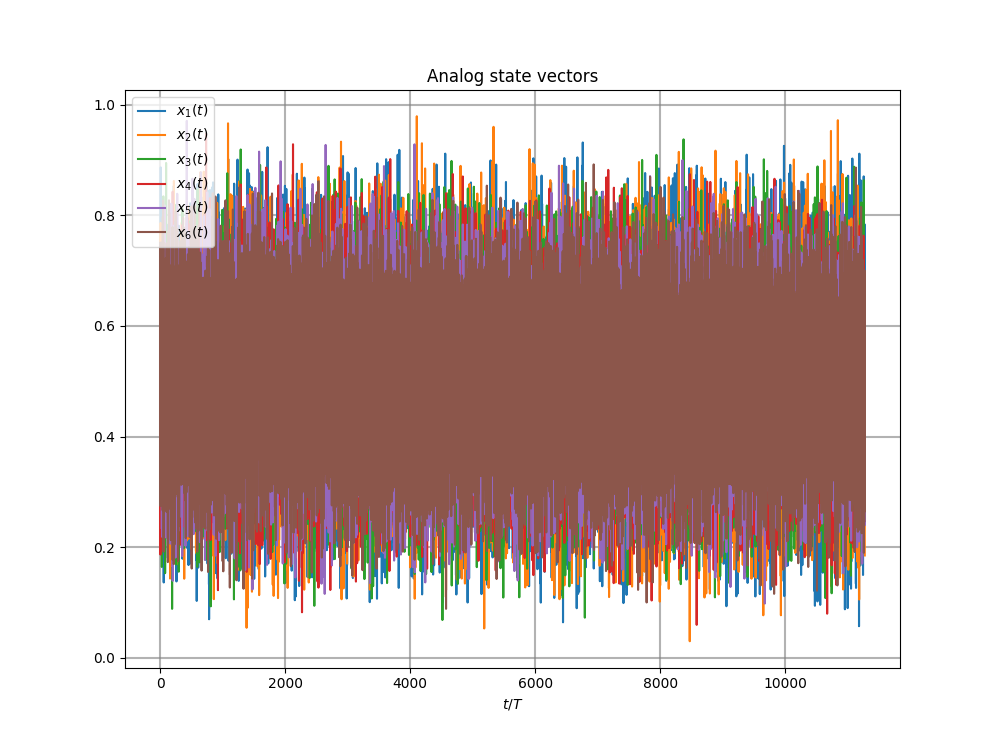 Analog state vectors
1.0
0.8
0.6
0.4
0.2
0.0
x₁(t)
x₂(t)
x₃(t)
x₄(t)
x₅(t)
x₆(t)
0 2000 4000 6000 8000 10000
t/T